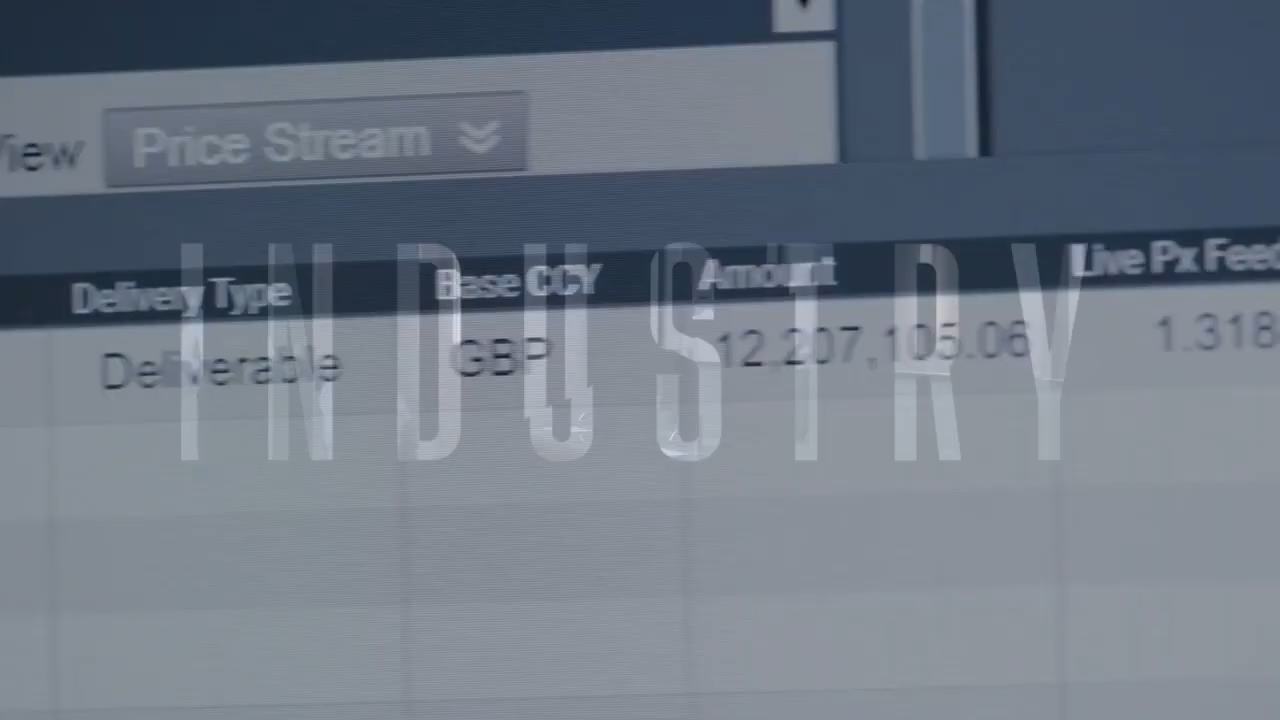 View Price Stream
Delivery Type Base CCY Amount Live Px Feed
Deliverable GBP 12,207,105.06 1.318
INDUSTRY